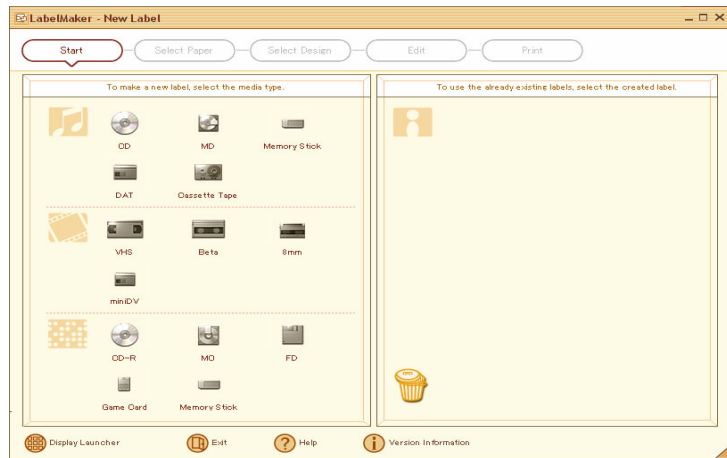 LabelMaker - New Label
Start
Select Paper
Select Design
Edit
Print
To make a new label, select the media type.
CD
MD
Memory Stick
DAT
Cassette Tape
VHS
Beta
8mm
miniDV
CD-R
MO
FD
Game Card
Memory Stick
To use the already existing labels, select the created label.
Display Launcher
Exit
Help
Version Information